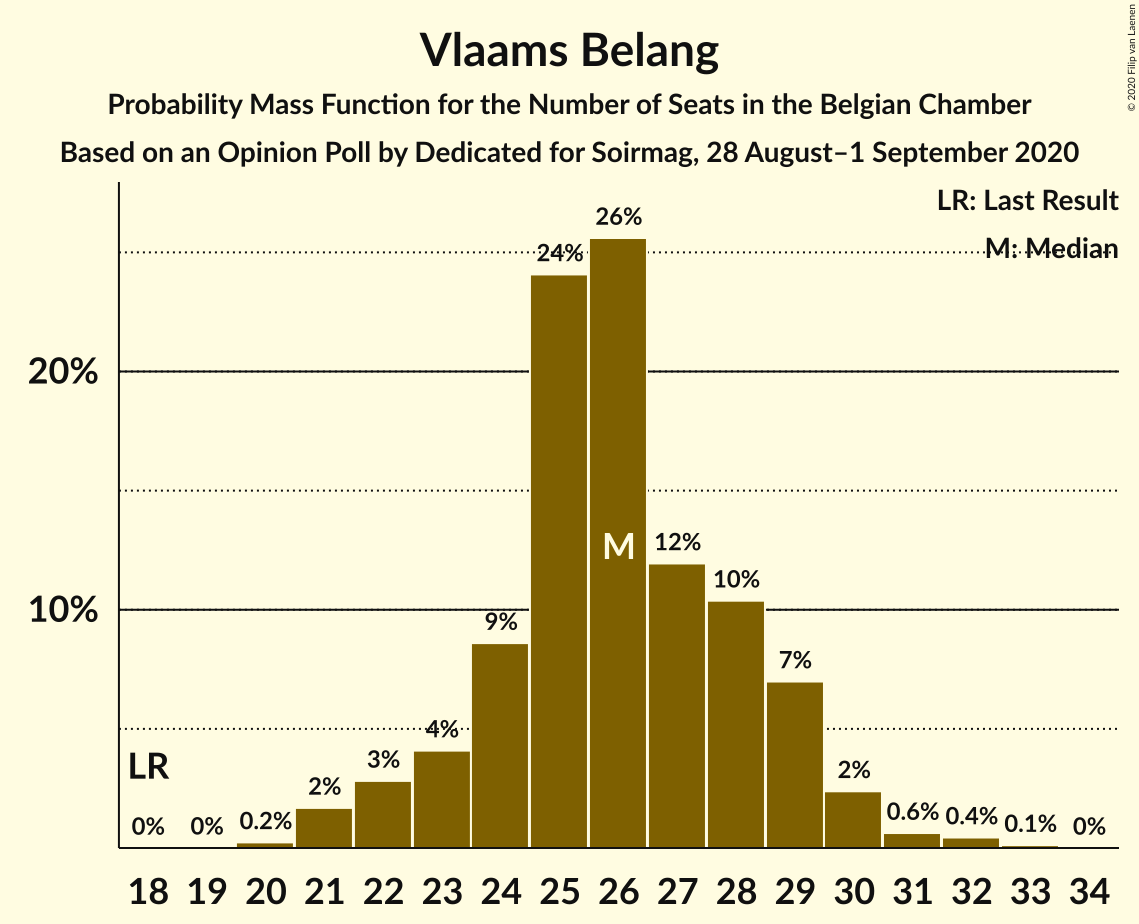 Vlaams Belang
Probability Mass Function for the Number of Seats in the Belgian Chamber
Based on an Opinion Poll by Dedicated for Soirmag, 28 August–1 September 2020
© 2020 Filip van Laenen
LR: Last Result
M: Median
20%
10%
LR
M
0% 0% 0.2% 2% 3% 4% 9% 24% 26% 12% 10% 7% 2% 0.6% 0.4% 0.1% 0%
18 19 20 21 22 23 24 25 26 27 28 29 30 31 32 33 34